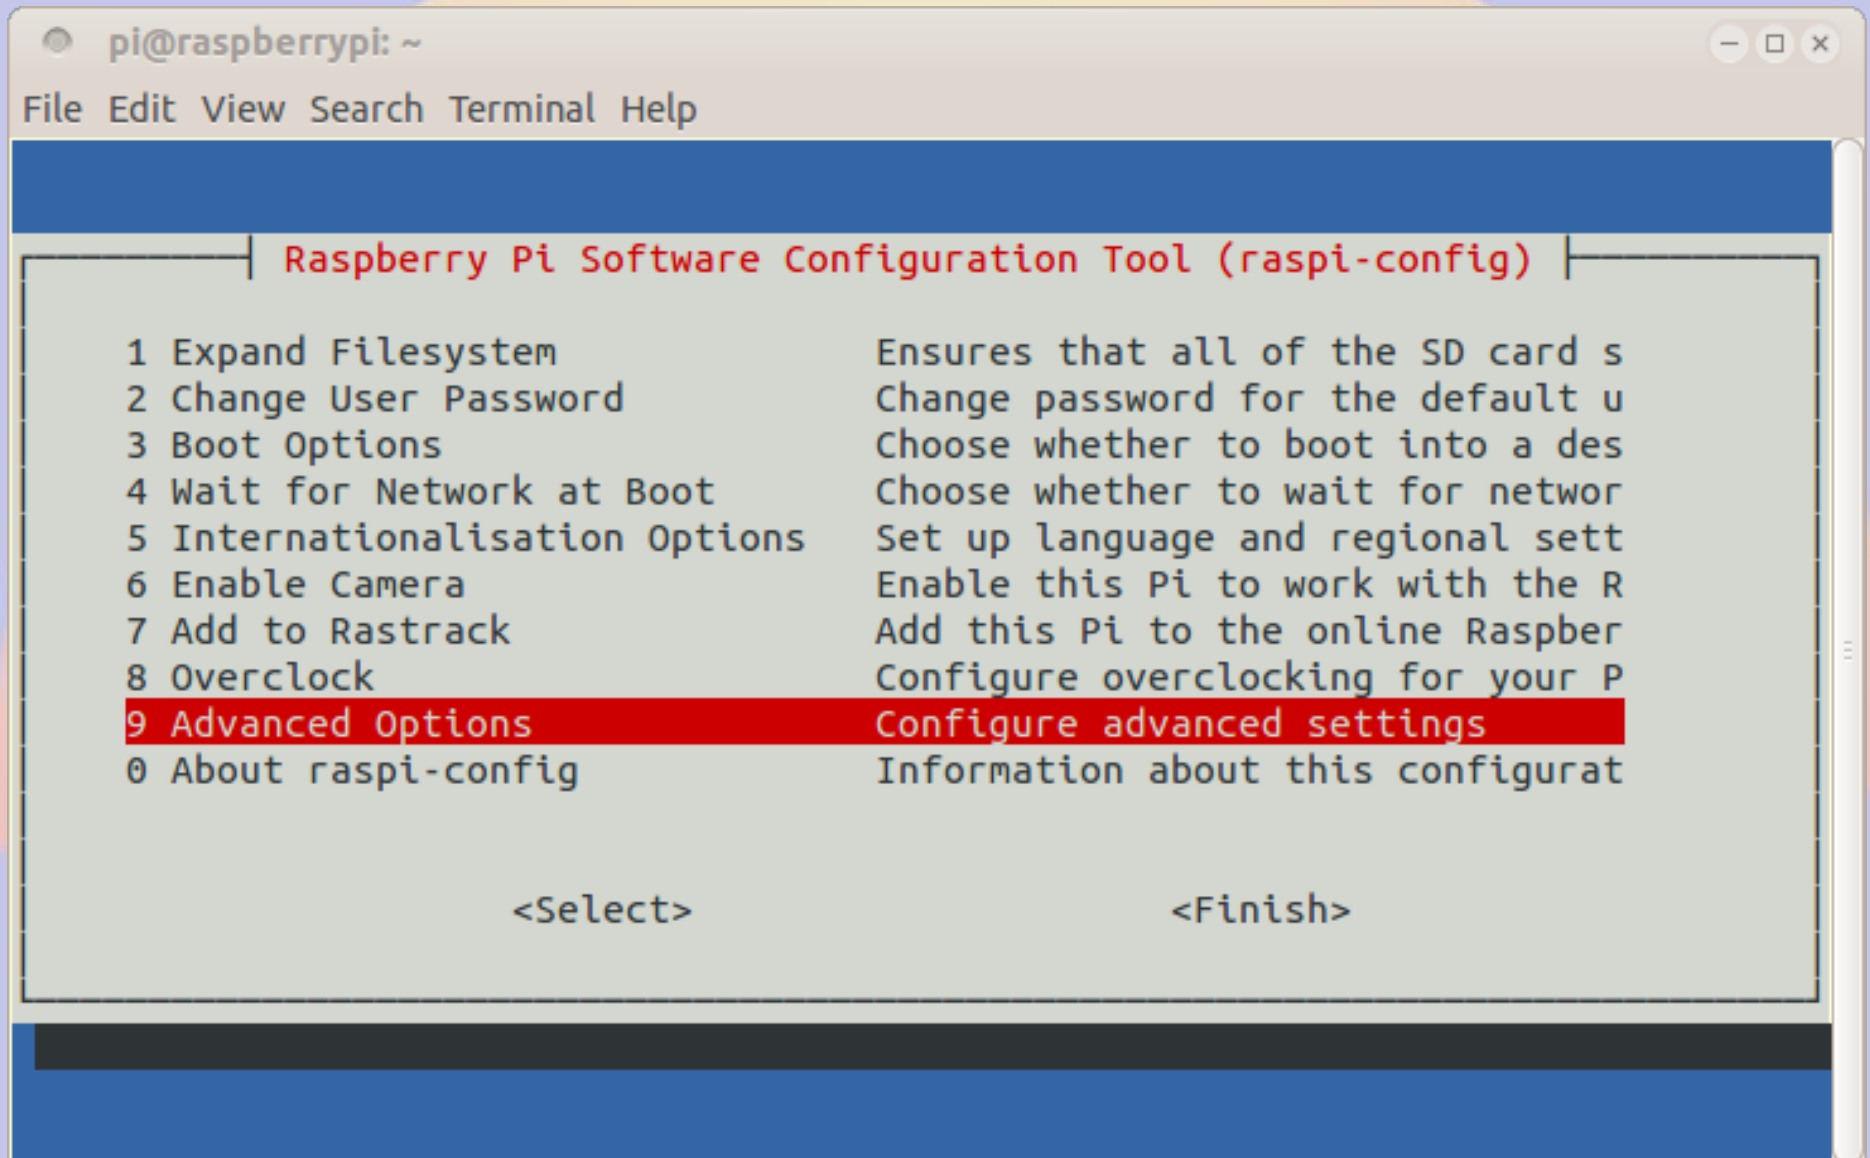 pi@raspberrypi: ~
File Edit View Search Terminal Help
Raspberry Pi Software Configuration Tool (raspi-config)
1 Expand Filesystem Ensures that all of the SD card s
2 Change User Password Change password for the default u
3 Boot Options Choose whether to boot into a des
4 Wait for Network at Boot Choose whether to wait for networ
5 Internationalisation Options Set up language and regional sett
6 Enable Camera Enable this Pi to work with the R
7 Add to Rastrack Add this Pi to the online Raspber
8 Overclock Configure overclocking for your P
9 Advanced Options Configure advanced settings
0 About raspi-config Information about this configurat
<Select> <Finish>